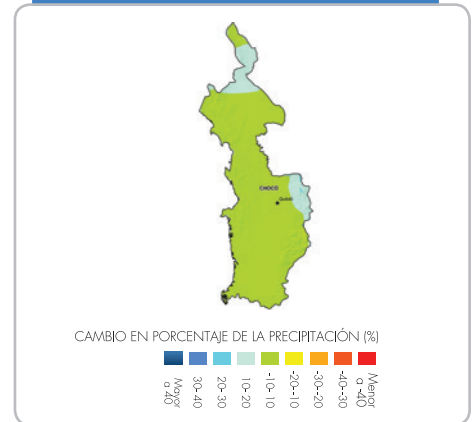 CHOCO
Quibdó
CAMBIO EN PORCENTAJE DE LA PRECIPITACIÓN (%)
Mayor a 40
30-40
20-30
10-20
-10-10
-20--10
-30--20
-40--30
Menor a -40